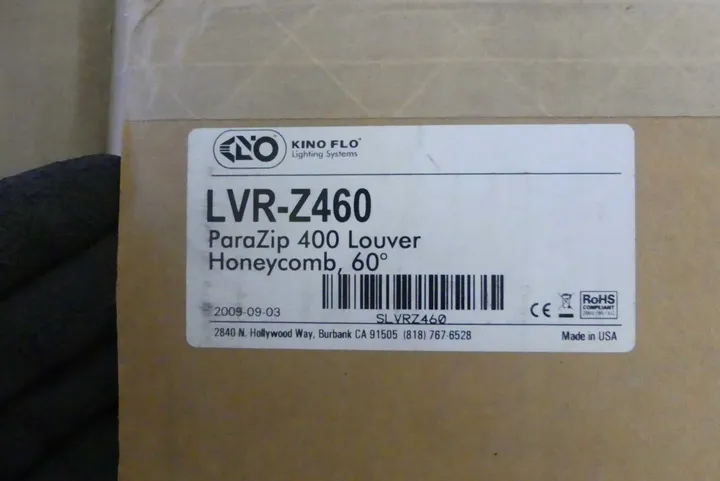 KINO FLO
Lighting Systems
LVR-Z460
ParaZip 400 Louver
Honeycomb, 60°
2009-09-03
SLVRZ460
CE
RoHS
COMPLIANT
2840 N. Hollywood Way, Burbank CA 91505 (818) 767-6528
Made in USA